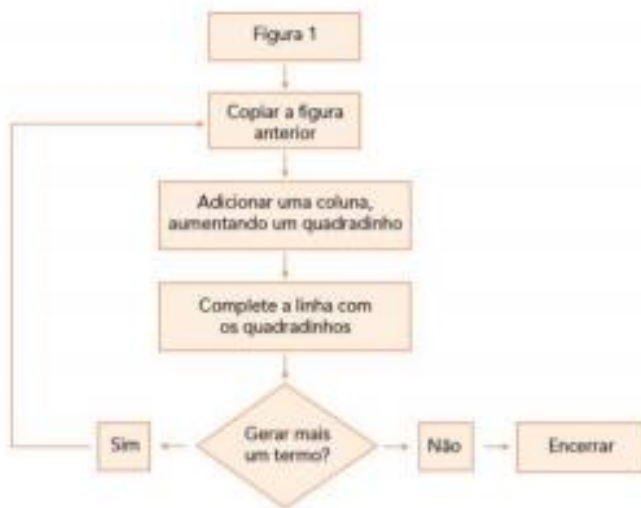 Figura 1
Copiar a figura
anterior
Adicionar uma coluna,
aumentando um quadradinho
Complete a linha com
os quadradinhos
Gerar mais
um termo?
Sim
Não
Encerrar